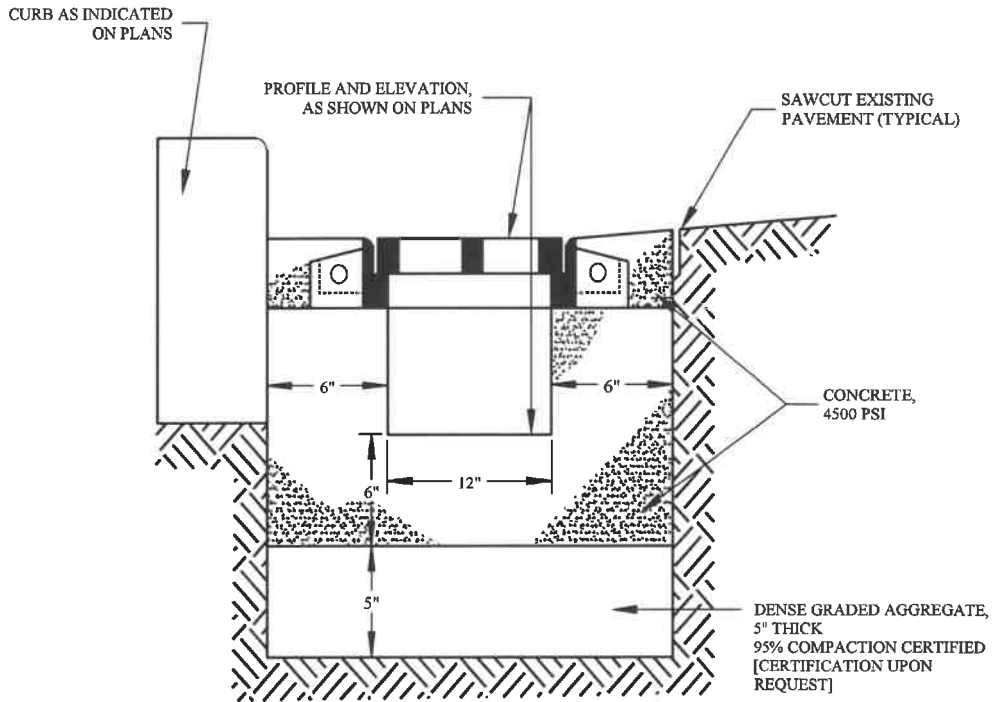 CURB AS INDICATED
ON PLANS
PROFILE AND ELEVATION,
AS SHOWN ON PLANS
SAWCUT EXISTING
PAVEMENT (TYPICAL)
6"
6"
CONCRETE,
4500 PSI
6"
12"
5"
DENSE GRADED AGGREGATE,
5" THICK
95% COMPACTION CERTIFIED
[CERTIFICATION UPON
REQUEST]